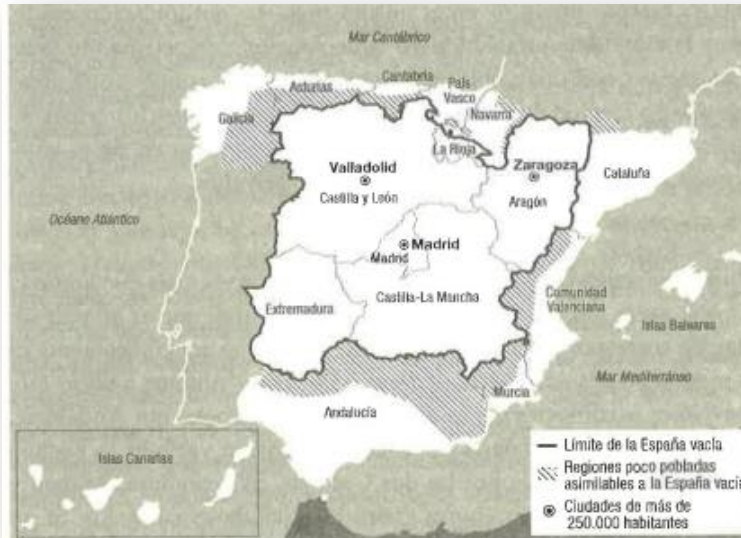 Mar Cantábrico
Cantabria
Asturias
País
Vasco
Navarra
Galicia
La Rioja
Valladolid
Zaragoza
Cataluña
Castilla y León
Aragón
Océano Atlántico
Madrid
Madrid
Castilla-La Mancha
Extremadura
Comunidad
Valenciana
Islas Baleares
Mar Mediterráneo
Murcia
Andalucía
Islas Canarias
Límite de la España vacía
Regiones poco pobladas
asimilables a la España vacía
Ciudades de más de
250.000 habitantes